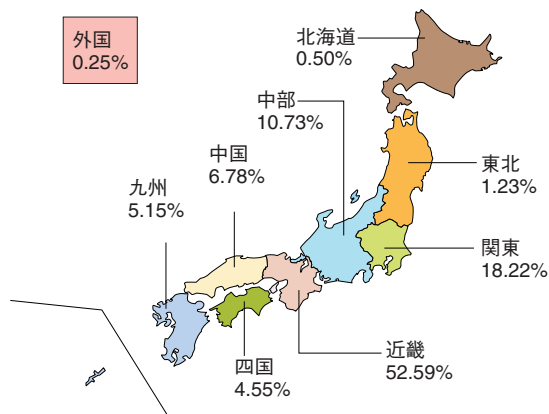 外国
0.25%
北海道
0.50%
中部
10.73%
中国
6.78%
九州
5.15%
東北
1.23%
関東
18.22%
近畿
52.59%
四国
4.55%